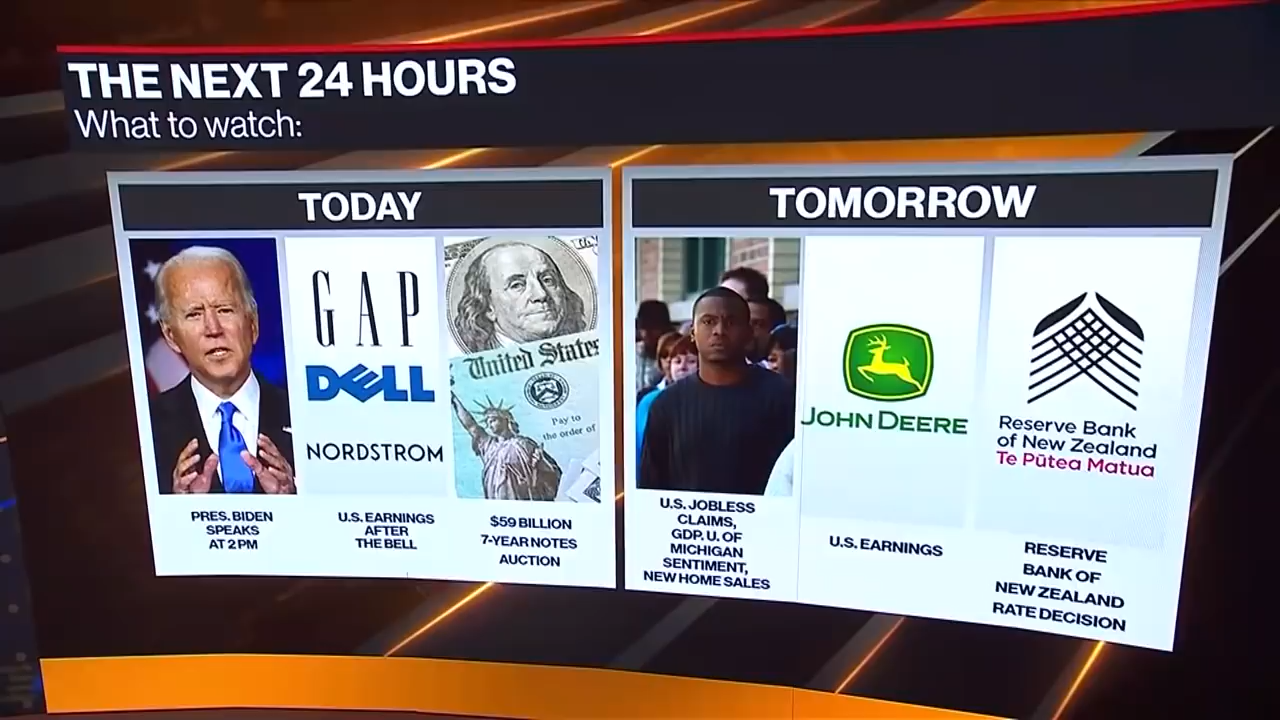 THE NEXT 24 HOURS
What to watch:
TODAY
GAP
DELL
NORDSTROM
United States
Pay to
the order of
PRES. BIDEN
SPEAKS
AT 2 PM
U.S. EARNINGS
AFTER
THE BELL
$59 BILLION
7-YEAR NOTES
AUCTION
TOMORROW
JOHN DEERE
Reserve Bank
of New Zealand
Te Pūtea Matua
U.S. JOBLESS
CLAIMS,
GDP. U. OF
MICHIGAN
SENTIMENT,
NEW HOME SALES
U.S. EARNINGS
RESERVE
BANK OF
NEW ZEALAND
RATE DECISION